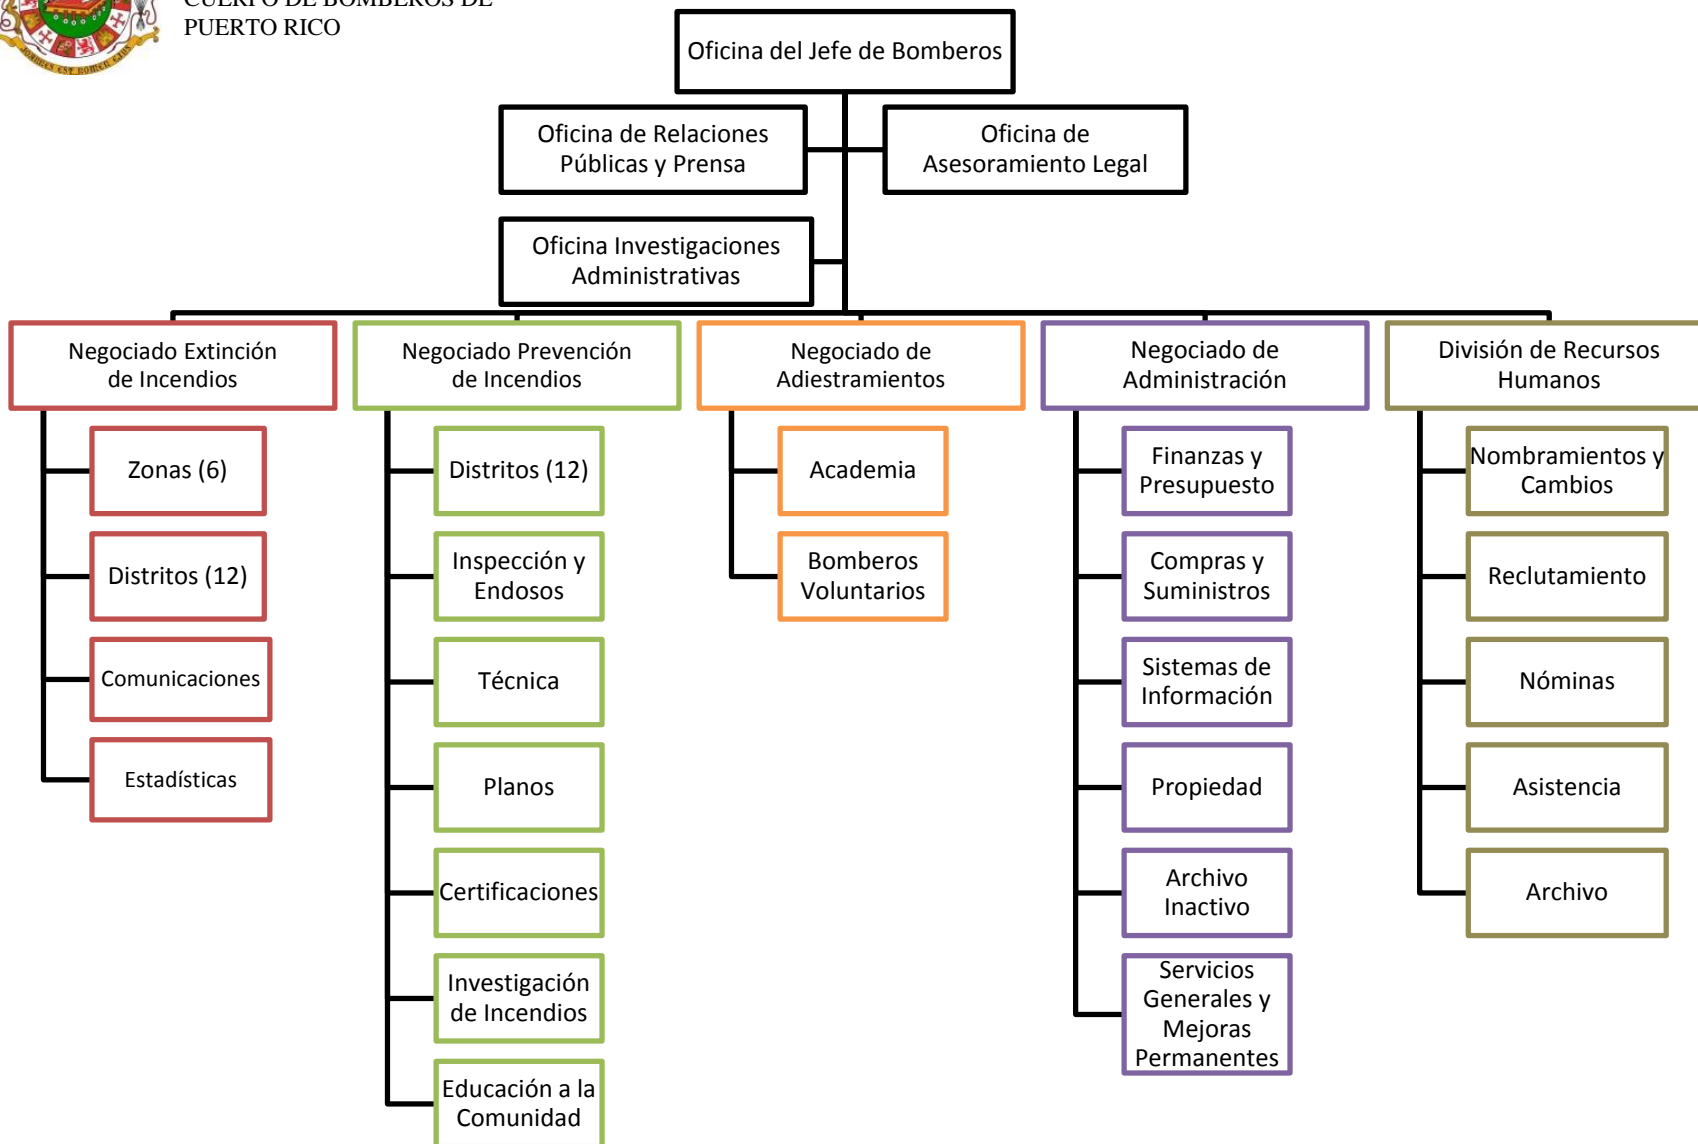 CUERPO DE BOMBEROS DE
PUERTO RICO
JOANNES EST NOMEN EJUS
Oficina del Jefe de Bomberos
Oficina de Relaciones
Públicas y Prensa
Oficina de
Asesoramiento Legal
Oficina Investigaciones
Administrativas
Negociado Extinción
de Incendios
Zonas (6)
Distritos (12)
Comunicaciones
Estadísticas
Negociado Prevención
de Incendios
Distritos (12)
Inspección y
Endosos
Técnica
Planos
Certificaciones
Investigación
de Incendios
Educación a la
Comunidad
Negociado de
Adiestramientos
Academia
Bomberos
Voluntarios
Negociado de
Administración
Finanzas y
Presupuesto
Compras y
Suministros
Sistemas de
Información
Propiedad
Archivo
Inactivo
Servicios
Generales y
Mejoras
Permanentes
División de Recursos
Humanos
Nombramientos y
Cambios
Reclutamiento
Nóminas
Asistencia
Archivo